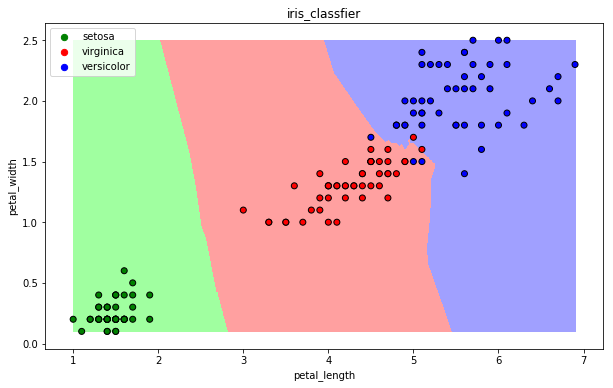 iris_classfier
setosa
virginica
versicolor
2.5
2.0
1.5
1.0
0.5
0.0
petal_width
1
2
3
4
5
6
7
petal_length